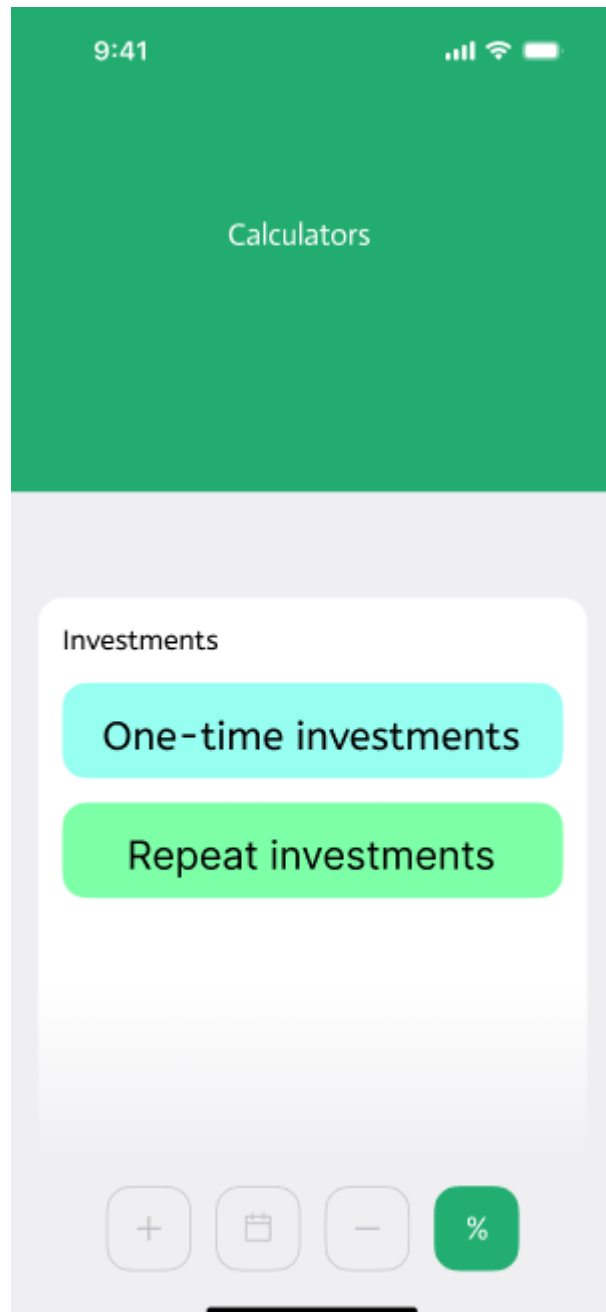 9:41
Calculators
Investments
One-time investments
Repeat investments
%